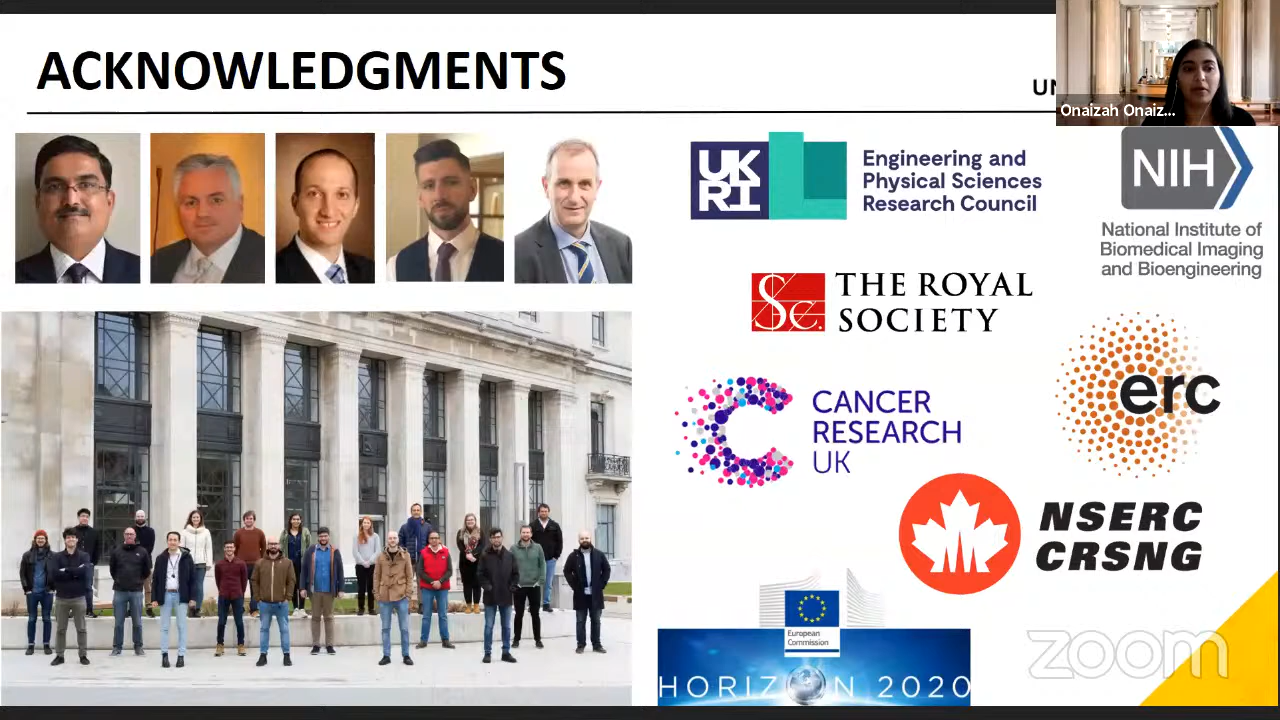 ACKNOWLEDGMENTS
UN
Onaizah Onaiz...
UK
RI
Engineering and
Physical Sciences
Research Council
NIH
National Institute of
Biomedical Imaging
and Bioengineering
Sc.
THE ROYAL
SOCIETY
erc
CANCER
RESEARCH
UK
NSERC
CRSNG
European
Commission
HORIZON 2020
zoom